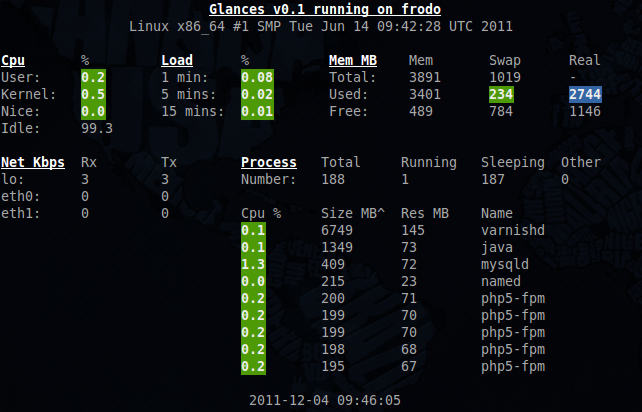 Glances v0.1 running on frodo
Linux x86_64 #1 SMP Tue Jun 14 09:42:28 UTC 2011
Cpu % Load % Mem MB Mem Swap Real
User: 0.2 1 min: 0.08 Total: 3891 1019 -
Kernel: 0.5 5 mins: 0.02 Used: 3401 234 2744
Nice: 0.0 15 mins: 0.01 Free: 489 784 1146
Idle: 99.3
Net Kbps Rx Tx Process Total Running Sleeping Other
lo: 3 3 Number: 188 1 187 0
eth0: 0 0
eth1: 0 0 Cpu % Size MB^ Res MB Name
0.1 6749 145 varnishd
0.1 1349 73 java
1.3 409 72 mysqld
0.0 215 23 named
0.2 200 71 php5-fpm
0.2 199 70 php5-fpm
0.2 199 70 php5-fpm
0.2 198 68 php5-fpm
0.2 195 67 php5-fpm
2011-12-04 09:46:05